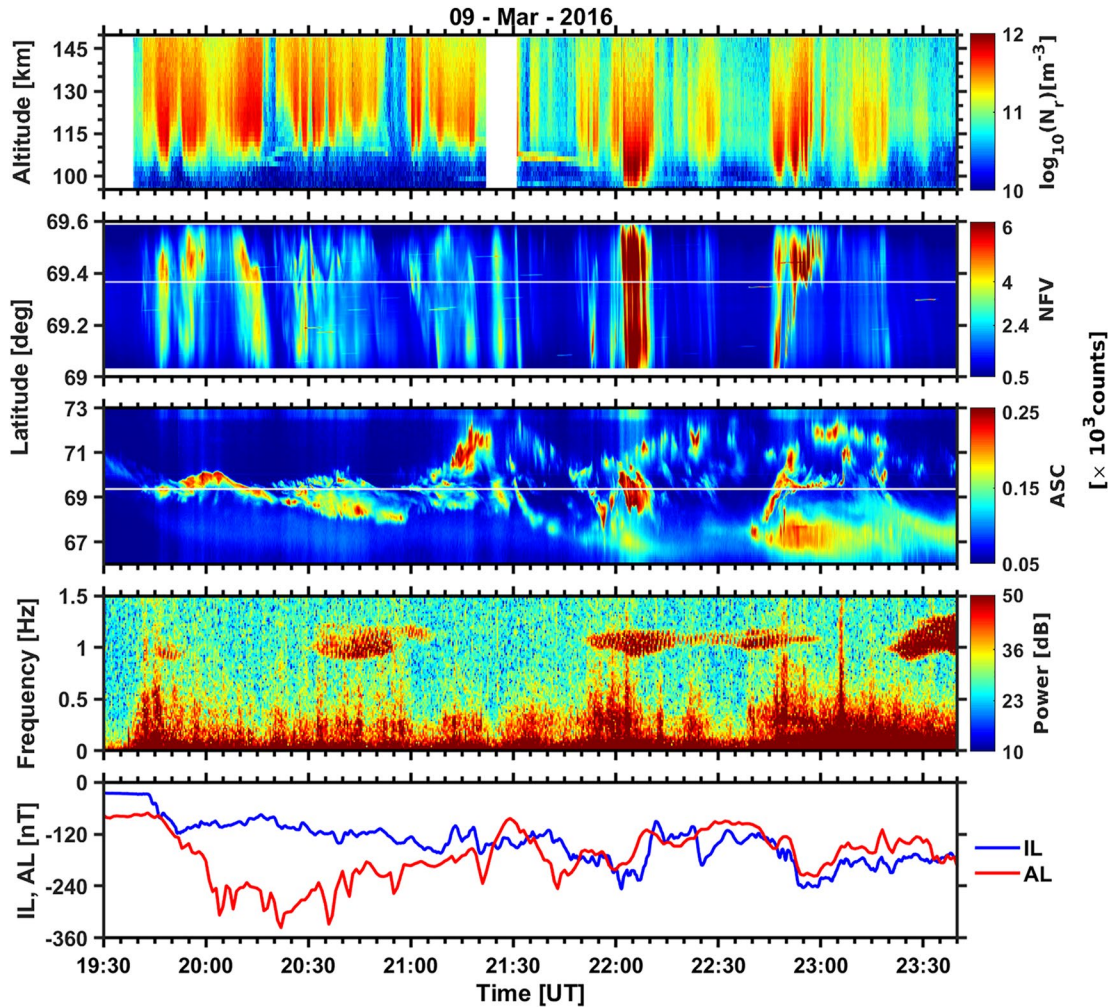 09 - Mar - 2016
Altitude [km]
145
130
115
100
12
11
10
log10(Nr)[m-3]
Latitude [deg]
69.6
69.4
69.2
69
6
4
2.4
0.5
NFV
73
71
69
67
0.25
0.15
0.05
ASC
[× 10³counts]
Frequency [Hz]
1.5
1
0.5
0
50
36
23
10
Power [dB]
IL, AL [nT]
0
-120
-240
-360
IL
AL
19:30 20:00 20:30 21:00 21:30 22:00 22:30 23:00 23:30
Time [UT]